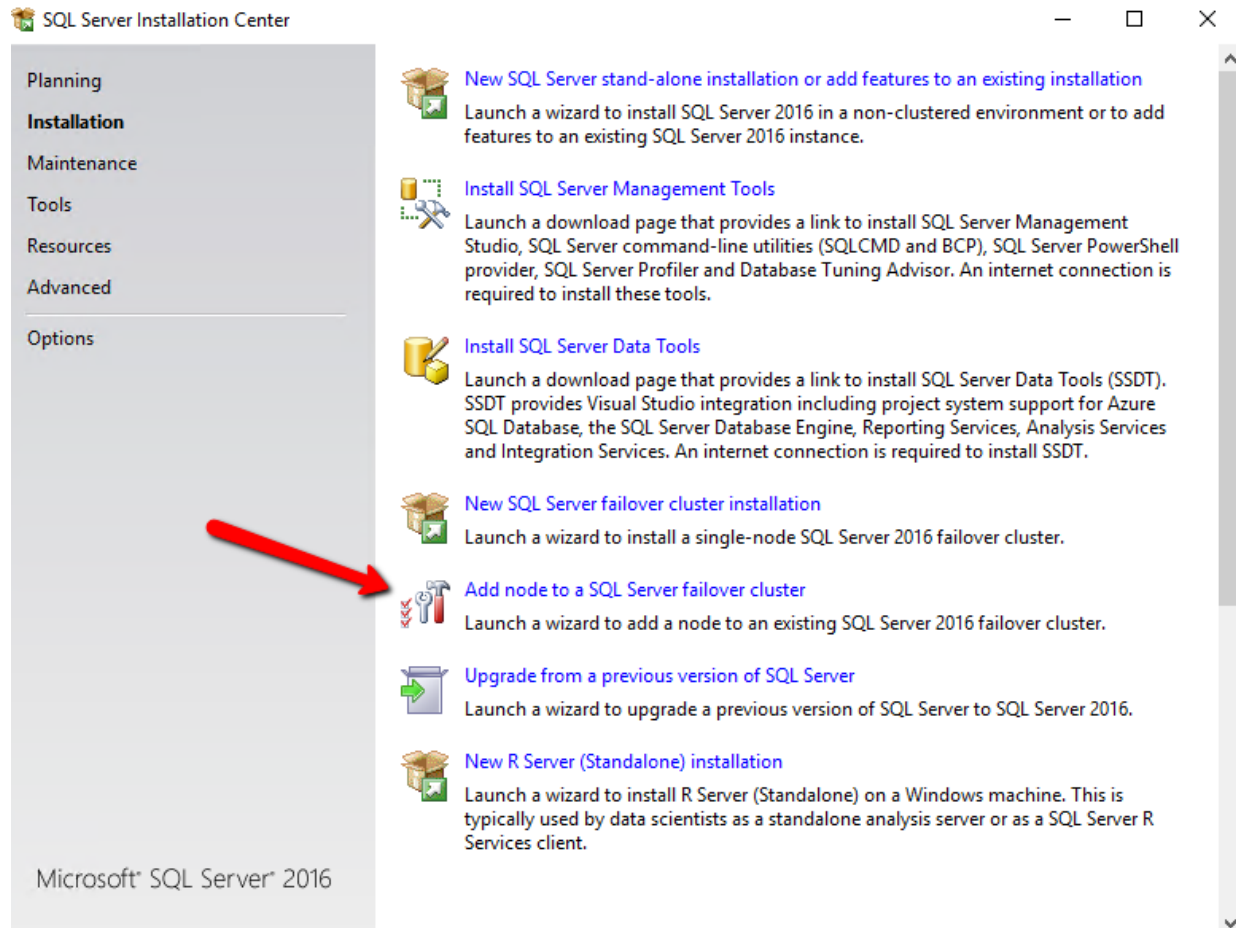 SQL Server Installation Center
Planning
Installation
Maintenance
Tools
Resources
Advanced
Options
Microsoft® SQL Server® 2016
New SQL Server stand-alone installation or add features to an existing installation
Launch a wizard to install SQL Server 2016 in a non-clustered environment or to add
features to an existing SQL Server 2016 instance.
Install SQL Server Management Tools
Launch a download page that provides a link to install SQL Server Management
Studio, SQL Server command-line utilities (SQLCMD and BCP), SQL Server PowerShell
provider, SQL Server Profiler and Database Tuning Advisor. An internet connection is
required to install these tools.
Install SQL Server Data Tools
Launch a download page that provides a link to install SQL Server Data Tools (SSDT).
SSDT provides Visual Studio integration including project system support for Azure
SQL Database, the SQL Server Database Engine, Reporting Services, Analysis Services
and Integration Services. An internet connection is required to install SSDT.
New SQL Server failover cluster installation
Launch a wizard to install a single-node SQL Server 2016 failover cluster.
Add node to a SQL Server failover cluster
Launch a wizard to add a node to an existing SQL Server 2016 failover cluster.
Upgrade from a previous version of SQL Server
Launch a wizard to upgrade a previous version of SQL Server to SQL Server 2016.
New R Server (Standalone) installation
Launch a wizard to install R Server (Standalone) on a Windows machine. This is
typically used by data scientists as a standalone analysis server or as a SQL Server R
Services client.